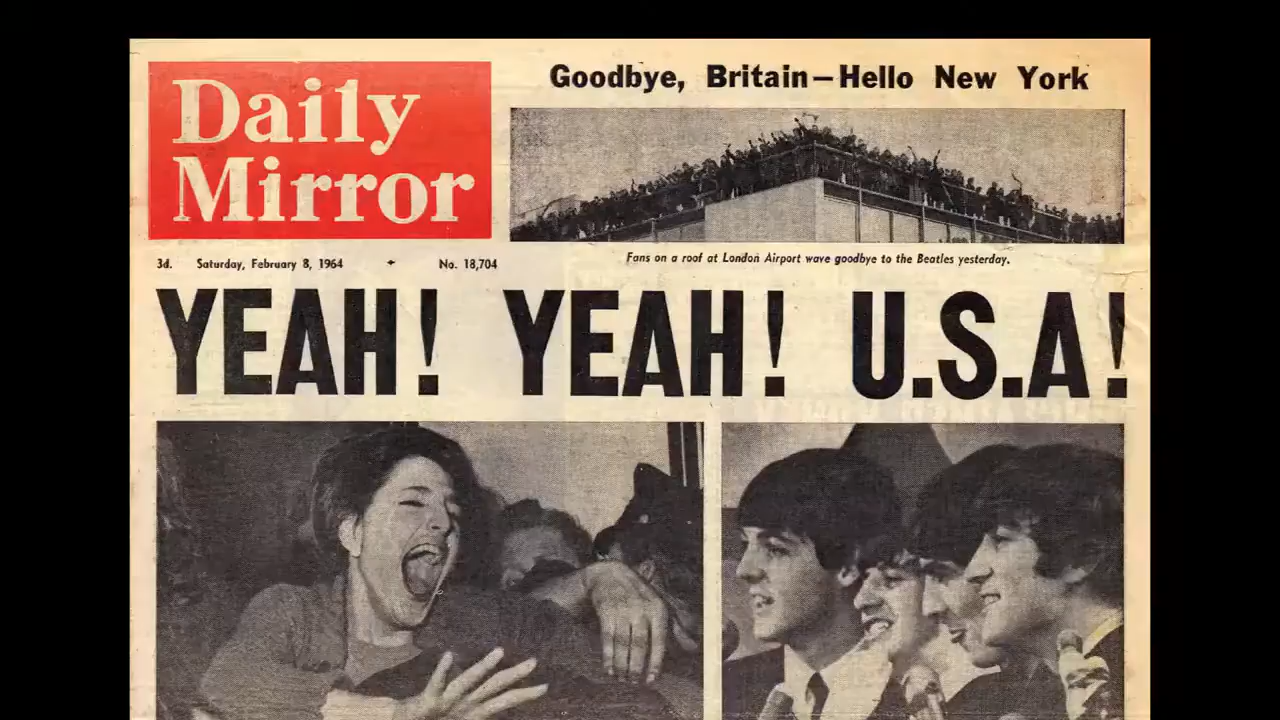 Daily
Mirror
Goodbye, Britain—Hello New York
Fans on a roof at London Airport wave goodbye to the Beatles yesterday.
3d. Saturday, February 8, 1964 + No. 18,704
YEAH! YEAH! U.S.A!